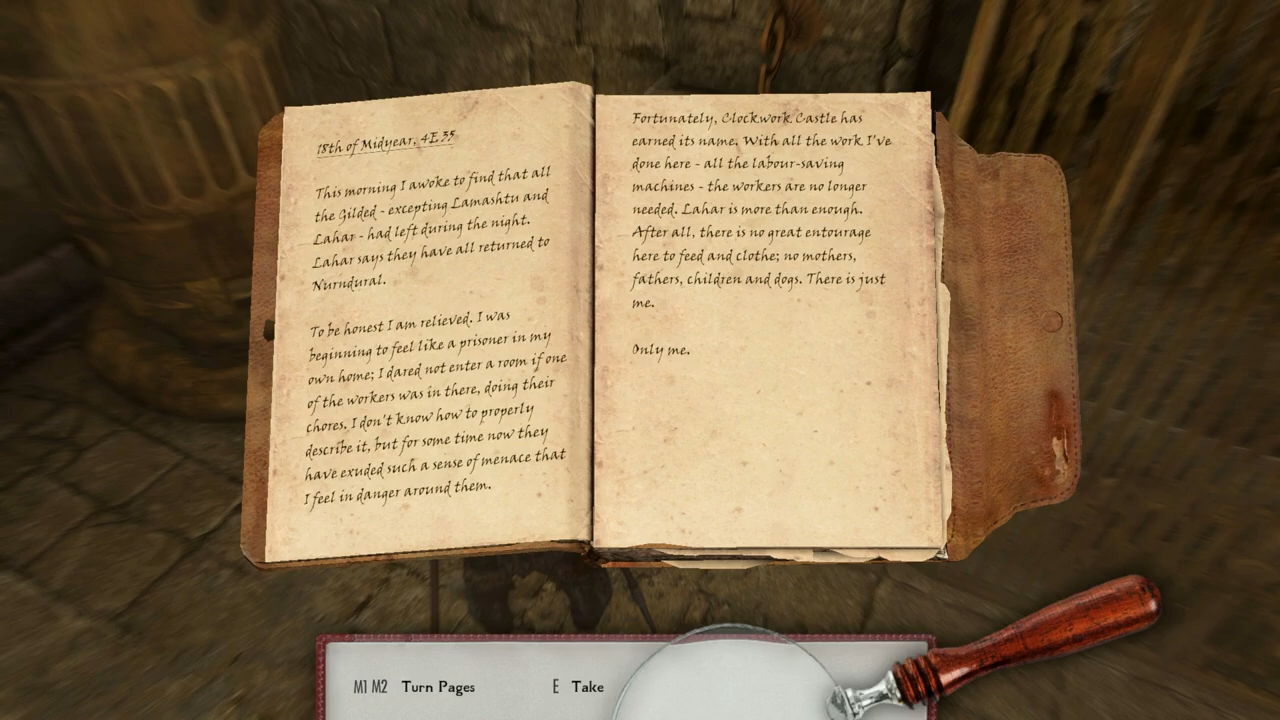 18th of Midyear, 4E 35
This morning I awoke to find that all
the Gilded - excepting Lamashtu and
Lahar - had left during the night.
Lahar says they have all returned to
Nurndural.
To be honest I am relieved. I was
beginning to feel like a prisoner in my
own home; I dared not enter a room if one
of the workers was in there, doing their
chores. I don't know how to properly
describe it, but for some time now they
have exuded such a sense of menace that
I feel in danger around them.
Fortunately, Clockwork Castle has
earned its name. With all the work I've
done here - all the labour-saving
machines - the workers are no longer
needed. Lahar is more than enough.
After all, there is no great entourage
here to feed and clothe; no mothers,
fathers, children and dogs. There is just
me.
Only me.
M1 M2 Turn Pages E Take